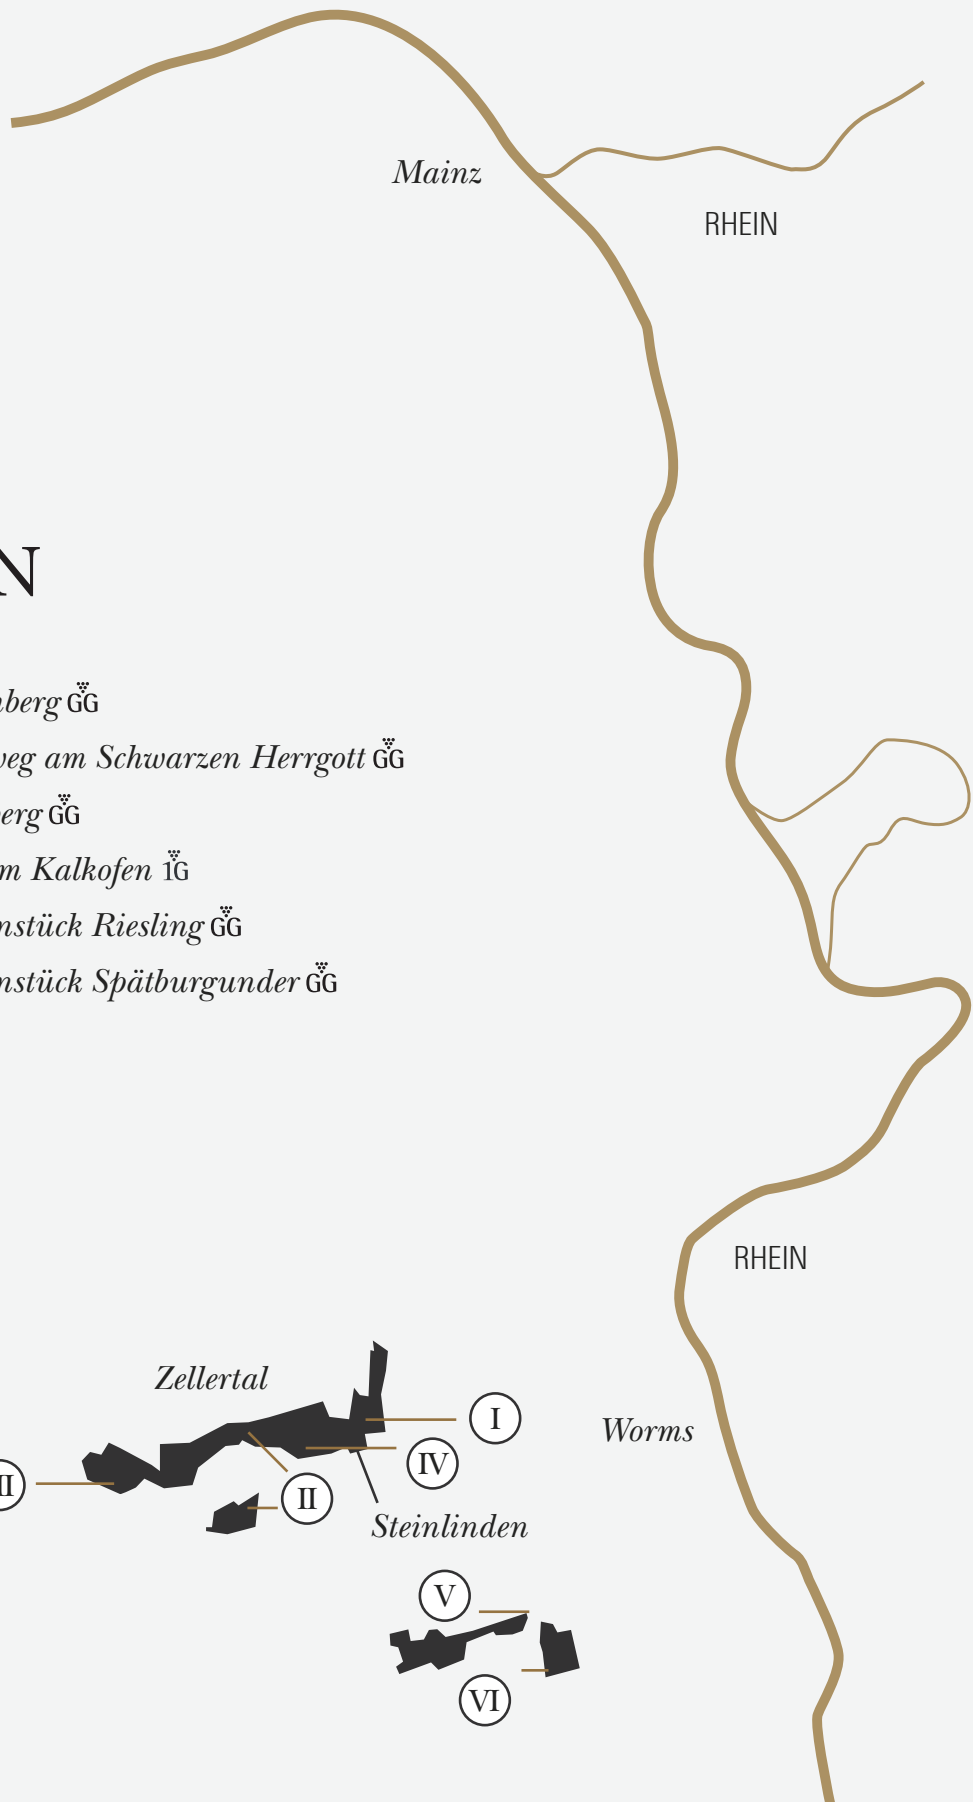 Mainz
RHEIN
N
berg GG
weg am Schwarzen Herrgott GG
berg GG
m Kalkofen 1G
nstück Riesling GG
nstück Spätburgunder GG
RHEIN
Zellertal
I
Worms
IV
II
II
Steinlinden
V
VI